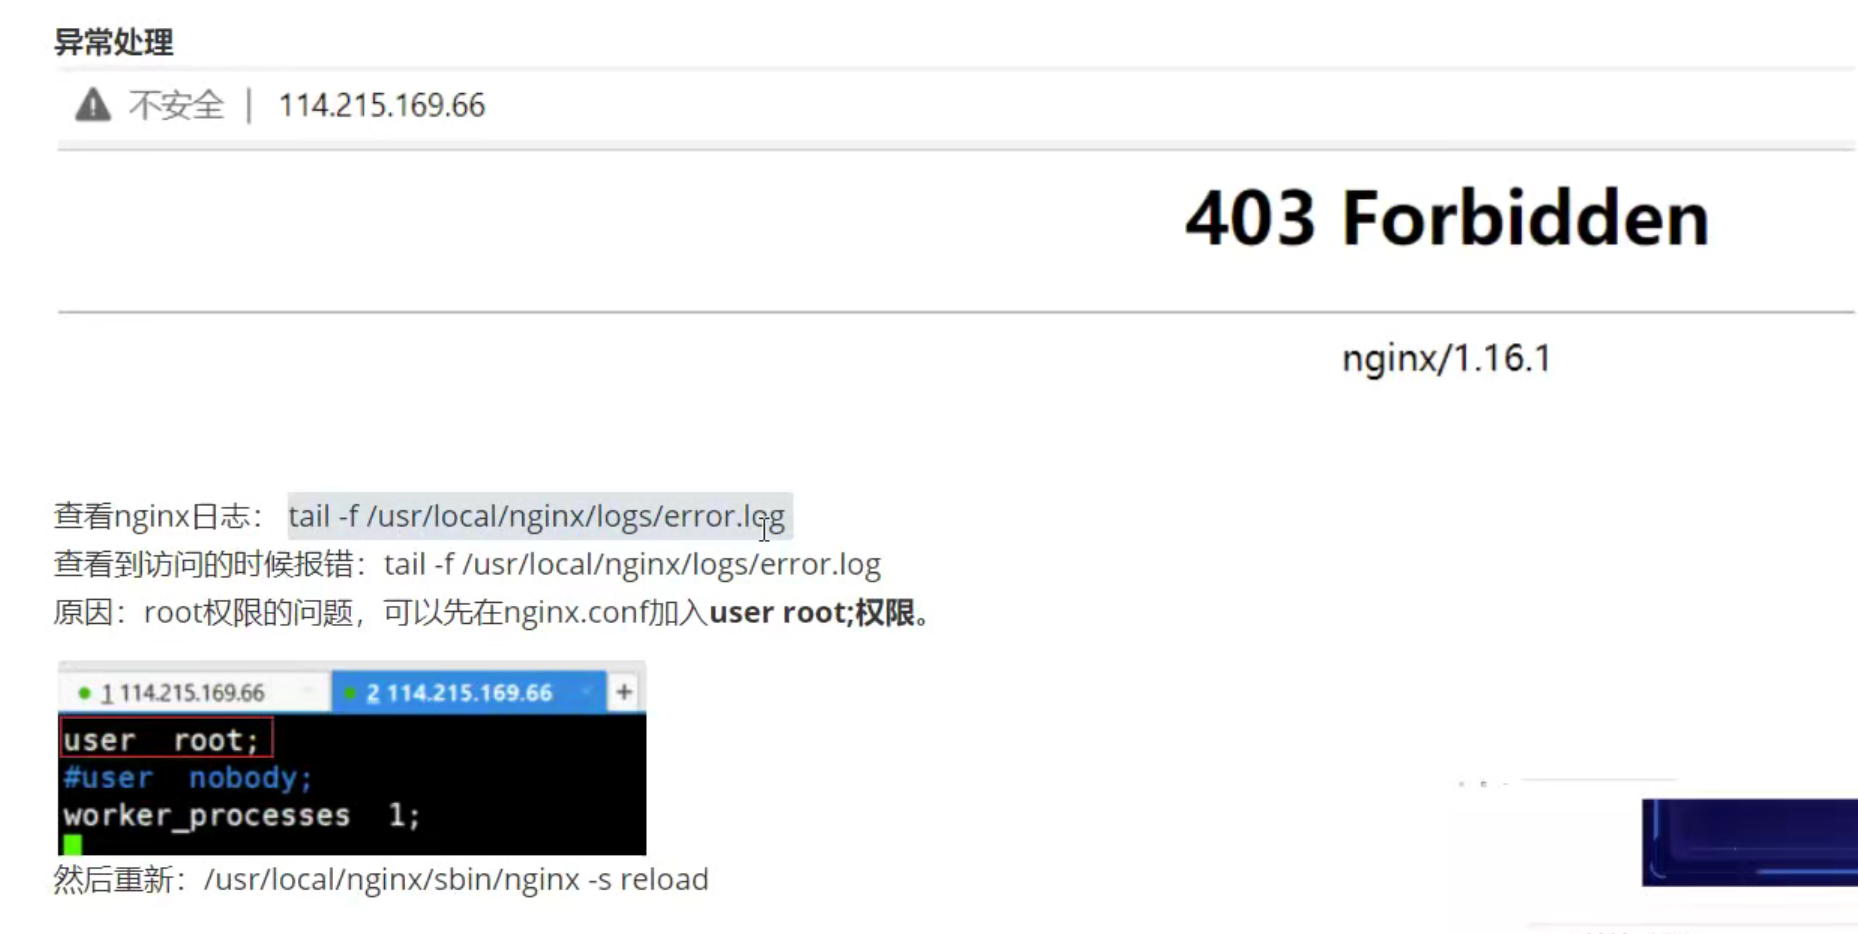 异常处理
不安全 | 114.215.169.66
403 Forbidden
nginx/1.16.1
查看nginx日志： tail -f /usr/local/nginx/logs/error.log
查看到访问的时候报错：tail -f /usr/local/nginx/logs/error.log
原因：root权限的问题，可以先在nginx.conf加入user root;权限。
1 114.215.169.66
2 114.215.169.66 +
user root;
#user nobody;
worker_processes 1;
然后重新：/usr/local/nginx/sbin/nginx -s reload